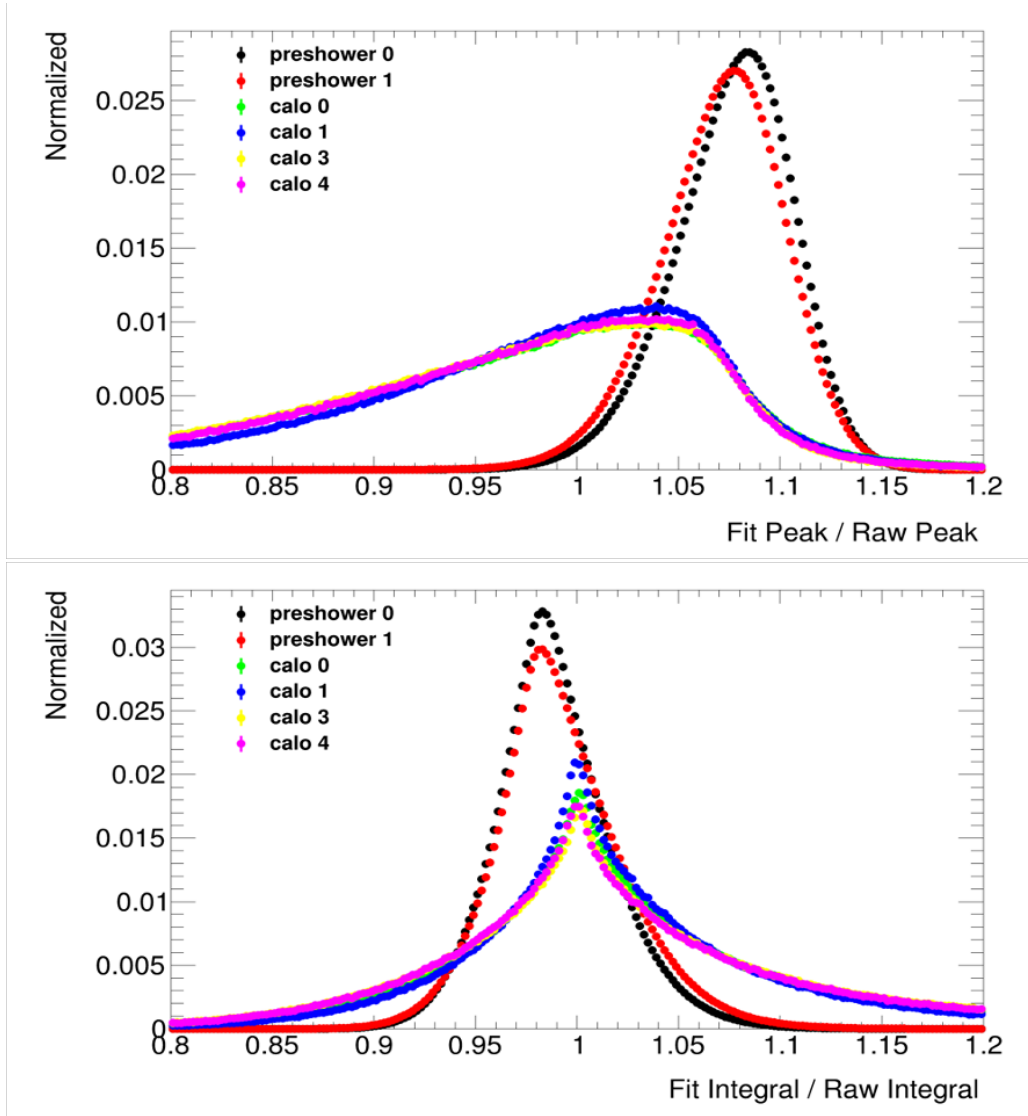 Normalized
preshower 0
preshower 1
calo 0
calo 1
calo 3
calo 4
0.025
0.02
0.015
0.01
0.005
0
0.8 0.85 0.9 0.95 1 1.05 1.1 1.15 1.2
Fit Peak / Raw Peak
Normalized
preshower 0
preshower 1
calo 0
calo 1
calo 3
calo 4
0.03
0.025
0.02
0.015
0.01
0.005
0
0.8 0.85 0.9 0.95 1 1.05 1.1 1.15 1.2
Fit Integral / Raw Integral